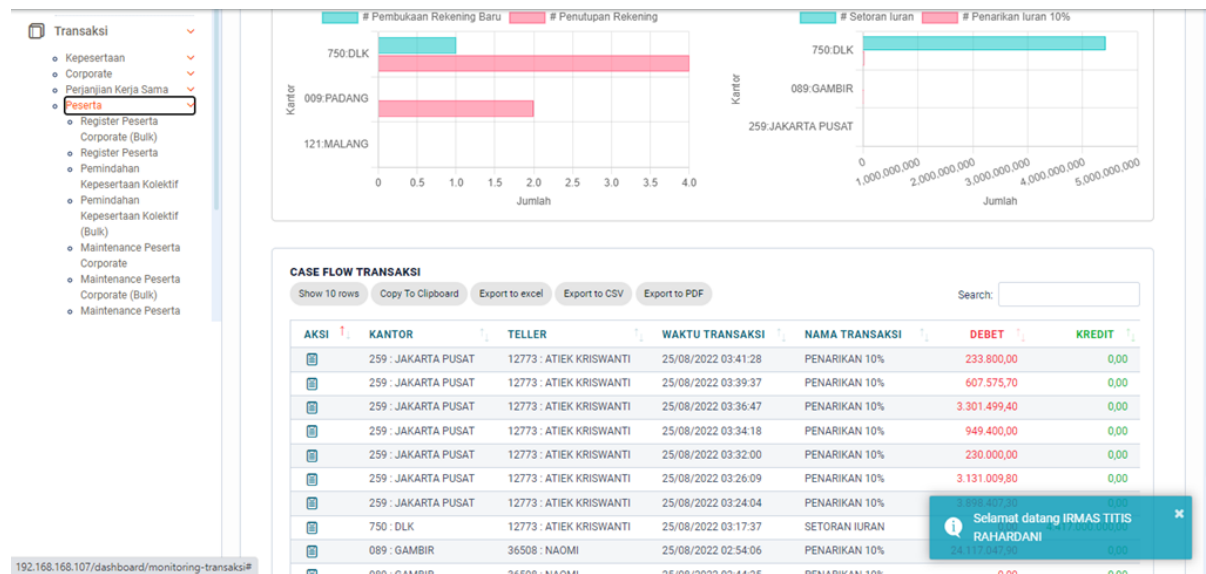 Transaksi
Kepesertaan
Corporate
Perjanjian Kerja Sama
Peserta
Register Peserta
Corporate (Bulk)
Register Peserta
Pemindahan
Kepesertaan Kolektif
Pemindahan
Kepesertaan Kolektif
(Bulk)
Maintenance Peserta
Corporate
Maintenance Peserta
Corporate (Bulk)
Maintenance Peserta
# Pembukaan Rekening Baru # Penutupan Rekening
Kantor
750:DLK
009:PADANG
121:MALANG
0 0.5 1.0 1.5 2.0 2.5 3.0 3.5 4.0
Jumlah
# Setoran Iuran # Penarikan Iuran 10%
Kantor
750:DLK
089:GAMBIR
259:JAKARTA PUSAT
0 1,000,000,000 2,000,000,000 3,000,000,000 4,000,000,000 5,000,000,000
Jumlah
CASE FLOW TRANSAKSI
Show 10 rows Copy To Clipboard Export to excel Export to CSV Export to PDF Search:
AKSI KANTOR TELLER WAKTU TRANSAKSI NAMA TRANSAKSI DEBET KREDIT
259 : JAKARTA PUSAT 12773 : ATIEK KRISWANTI 25/08/2022 03:41:28 PENARIKAN 10% 233.800,00 0,00
259 : JAKARTA PUSAT 12773 : ATIEK KRISWANTI 25/08/2022 03:39:37 PENARIKAN 10% 607.575,70 0,00
259 : JAKARTA PUSAT 12773 : ATIEK KRISWANTI 25/08/2022 03:36:47 PENARIKAN 10% 3.301.499,40 0,00
259 : JAKARTA PUSAT 12773 : ATIEK KRISWANTI 25/08/2022 03:34:18 PENARIKAN 10% 949.400,00 0,00
259 : JAKARTA PUSAT 12773 : ATIEK KRISWANTI 25/08/2022 03:32:00 PENARIKAN 10% 230.000,00 0,00
259 : JAKARTA PUSAT 12773 : ATIEK KRISWANTI 25/08/2022 03:26:09 PENARIKAN 10% 3.131.009,80 0,00
259 : JAKARTA PUSAT 12773 : ATIEK KRISWANTI 25/08/2022 03:24:04 PENARIKAN 10% 3.898.407,30 0,00
750 : DLK 12773 : ATIEK KRISWANTI 25/08/2022 03:17:37 SETORAN IURAN
089 : GAMBIR 36508 : NAOMI 25/08/2022 02:54:06 PENARIKAN 10% 24.117.047,90 0,00
Selamat datang IRMAS TITIS
RAHARDANI
192.168.168.107/dashboard/monitoring-transaksi#